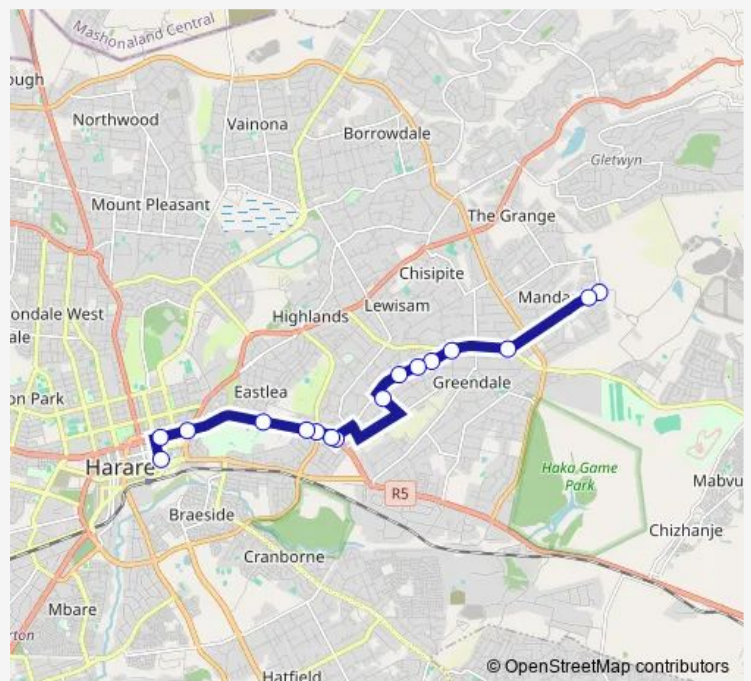 Mashonaland Central
ough
Northwood
Vainona
Borrowdale
Gletwyn
Mount Pleasant
The Grange
Chisipite
ondale West
ale
Highlands
Lewisam
Manda
Greendale
on Park
Eastlea
Harare
Haka Game
Park
R5
Mabvu
Braeside
Chizhanje
Cranborne
Mbare
rton
Hatfield
© OpenStreetMap contributors